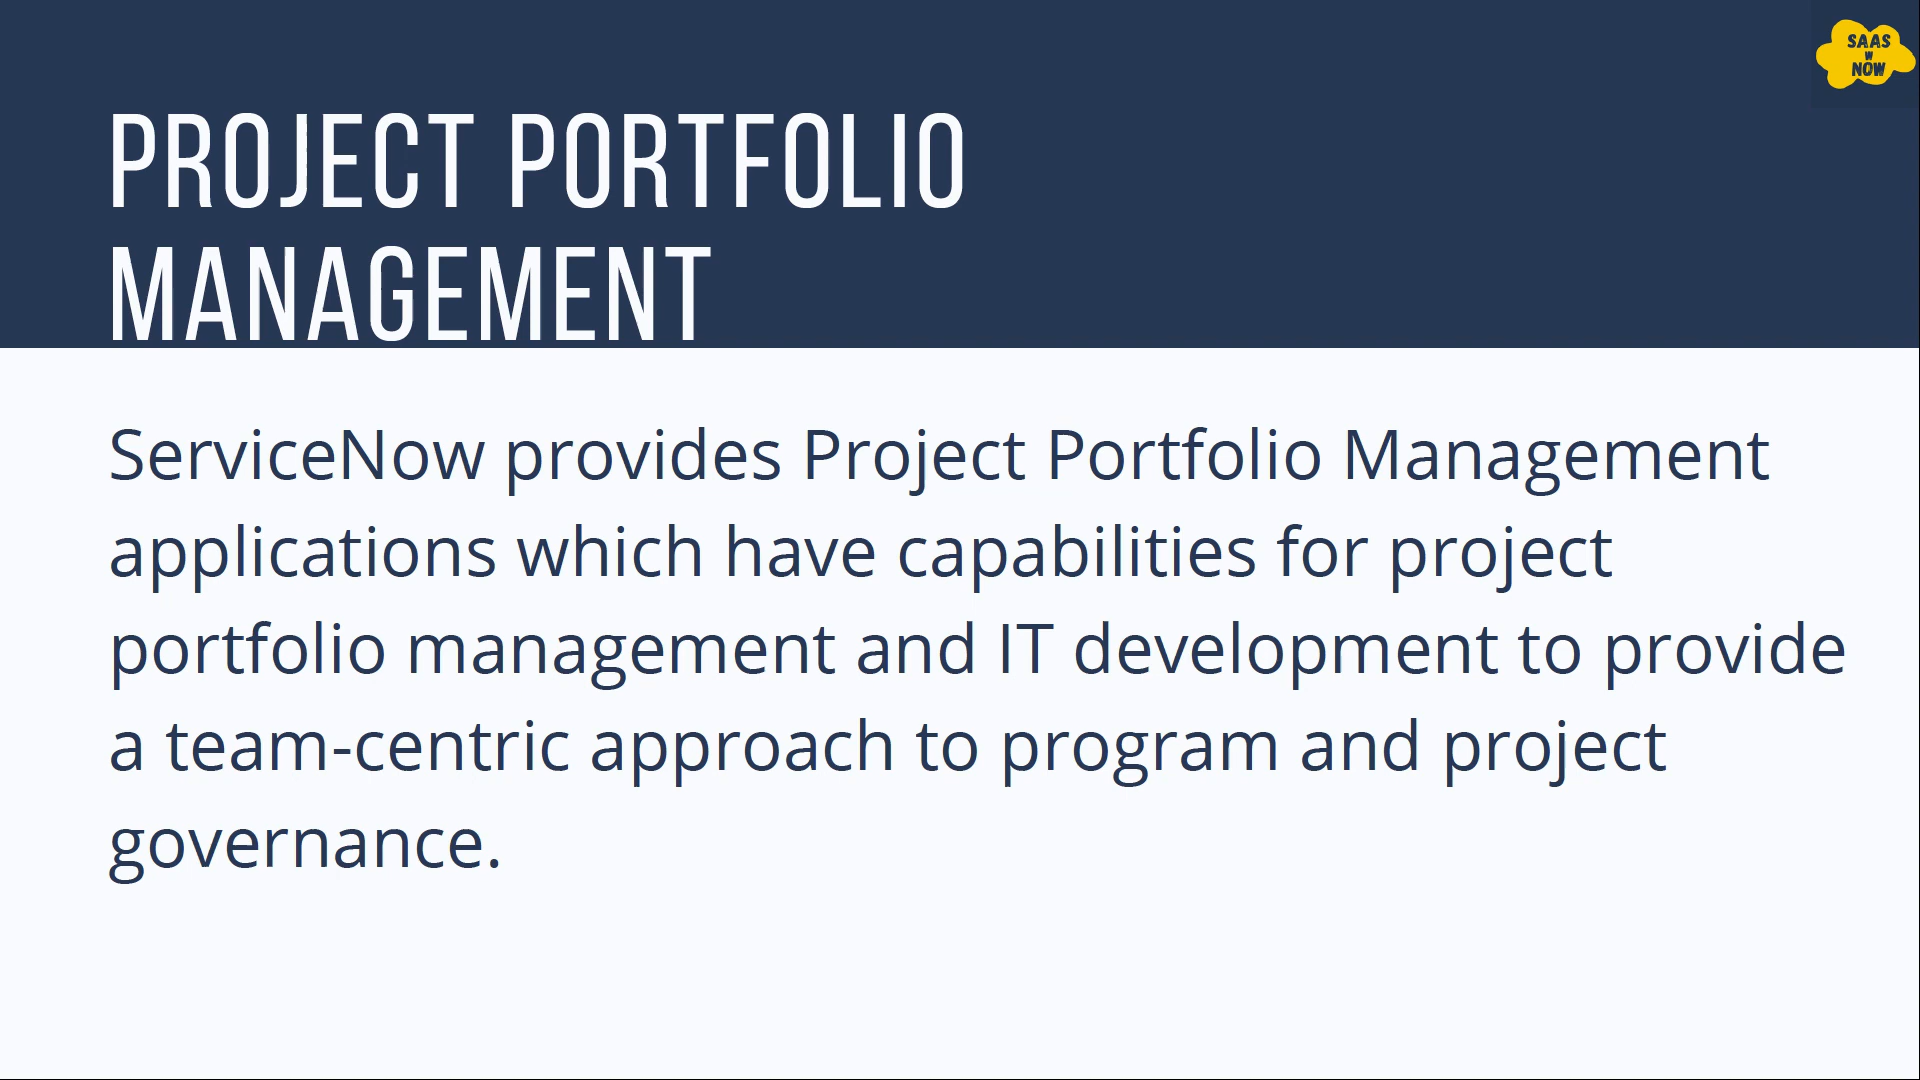 SAAS
W
NOW
PROJECT PORTFOLIO
MANAGEMENT
ServiceNow provides Project Portfolio Management
applications which have capabilities for project
portfolio management and IT development to provide
a team-centric approach to program and project
governance.